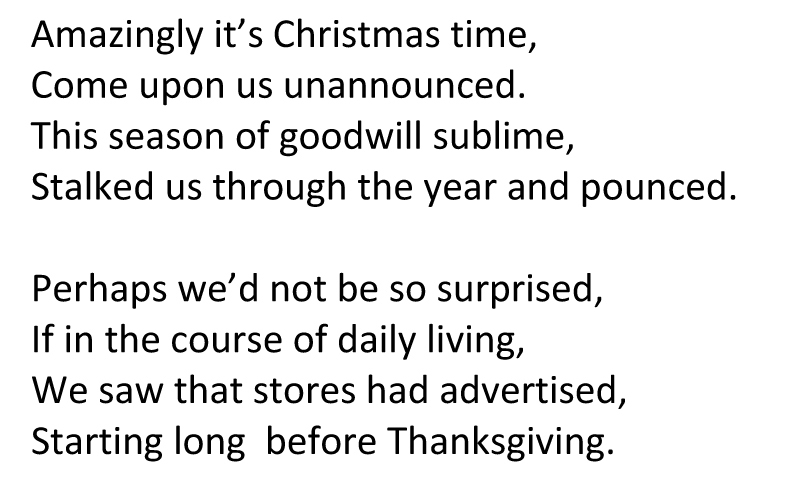 Amazingly it’s Christmas time,
Come upon us unannounced.
This season of goodwill sublime,
Stalked us through the year and pounced.

Perhaps we’d not be so surprised,
If in the course of daily living,
We saw that stores had advertised,
Starting long  before Thanksgiving.